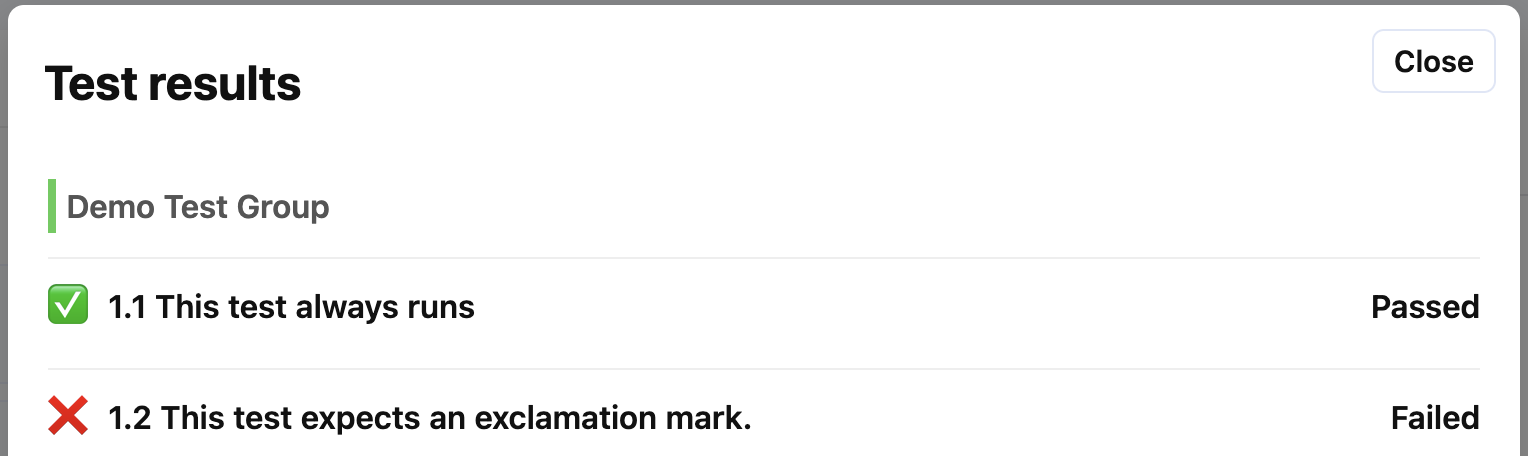 Test results
Close
Demo Test Group
1.1 This test always runs
Passed
1.2 This test expects an exclamation mark.
Failed